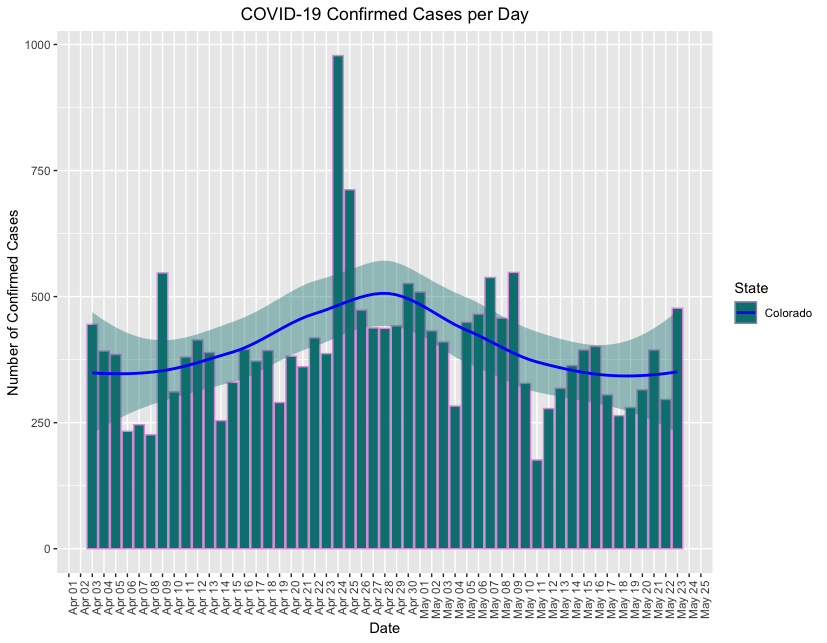 COVID-19 Confirmed Cases per Day
Number of Confirmed Cases
1000
750
500
250
0
Apr 01
Apr 02
Apr 03
Apr 04
Apr 05
Apr 06
Apr 07
Apr 08
Apr 09
Apr 10
Apr 11
Apr 12
Apr 13
Apr 14
Apr 15
Apr 16
Apr 17
Apr 18
Apr 19
Apr 20
Apr 21
Apr 22
Apr 23
Apr 24
Apr 25
Apr 26
Apr 27
Apr 28
Apr 29
Apr 30
May 01
May 02
May 03
May 04
May 05
May 06
May 07
May 08
May 09
May 10
May 11
May 12
May 13
May 14
May 15
May 16
May 17
May 18
May 19
May 20
May 21
May 22
May 23
May 24
May 25
Date
State
Colorado